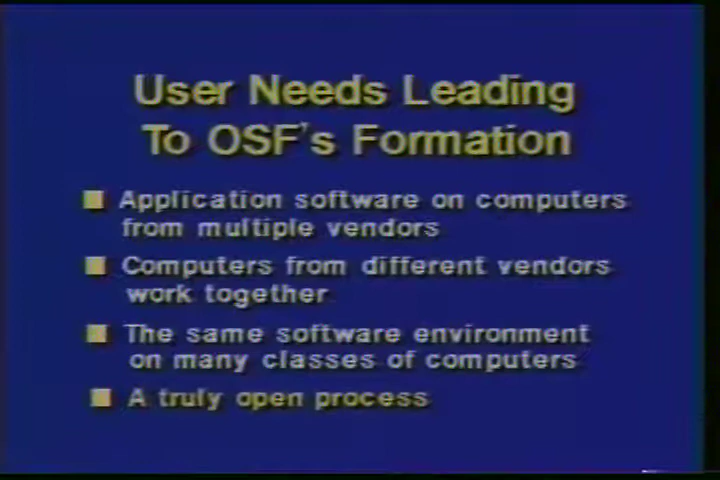 User Needs Leading
To OSF's Formation
Application software on computers
from multiple vendors
Computers from different vendors
work together
The same software environment
on many classes of computers
A truly open process